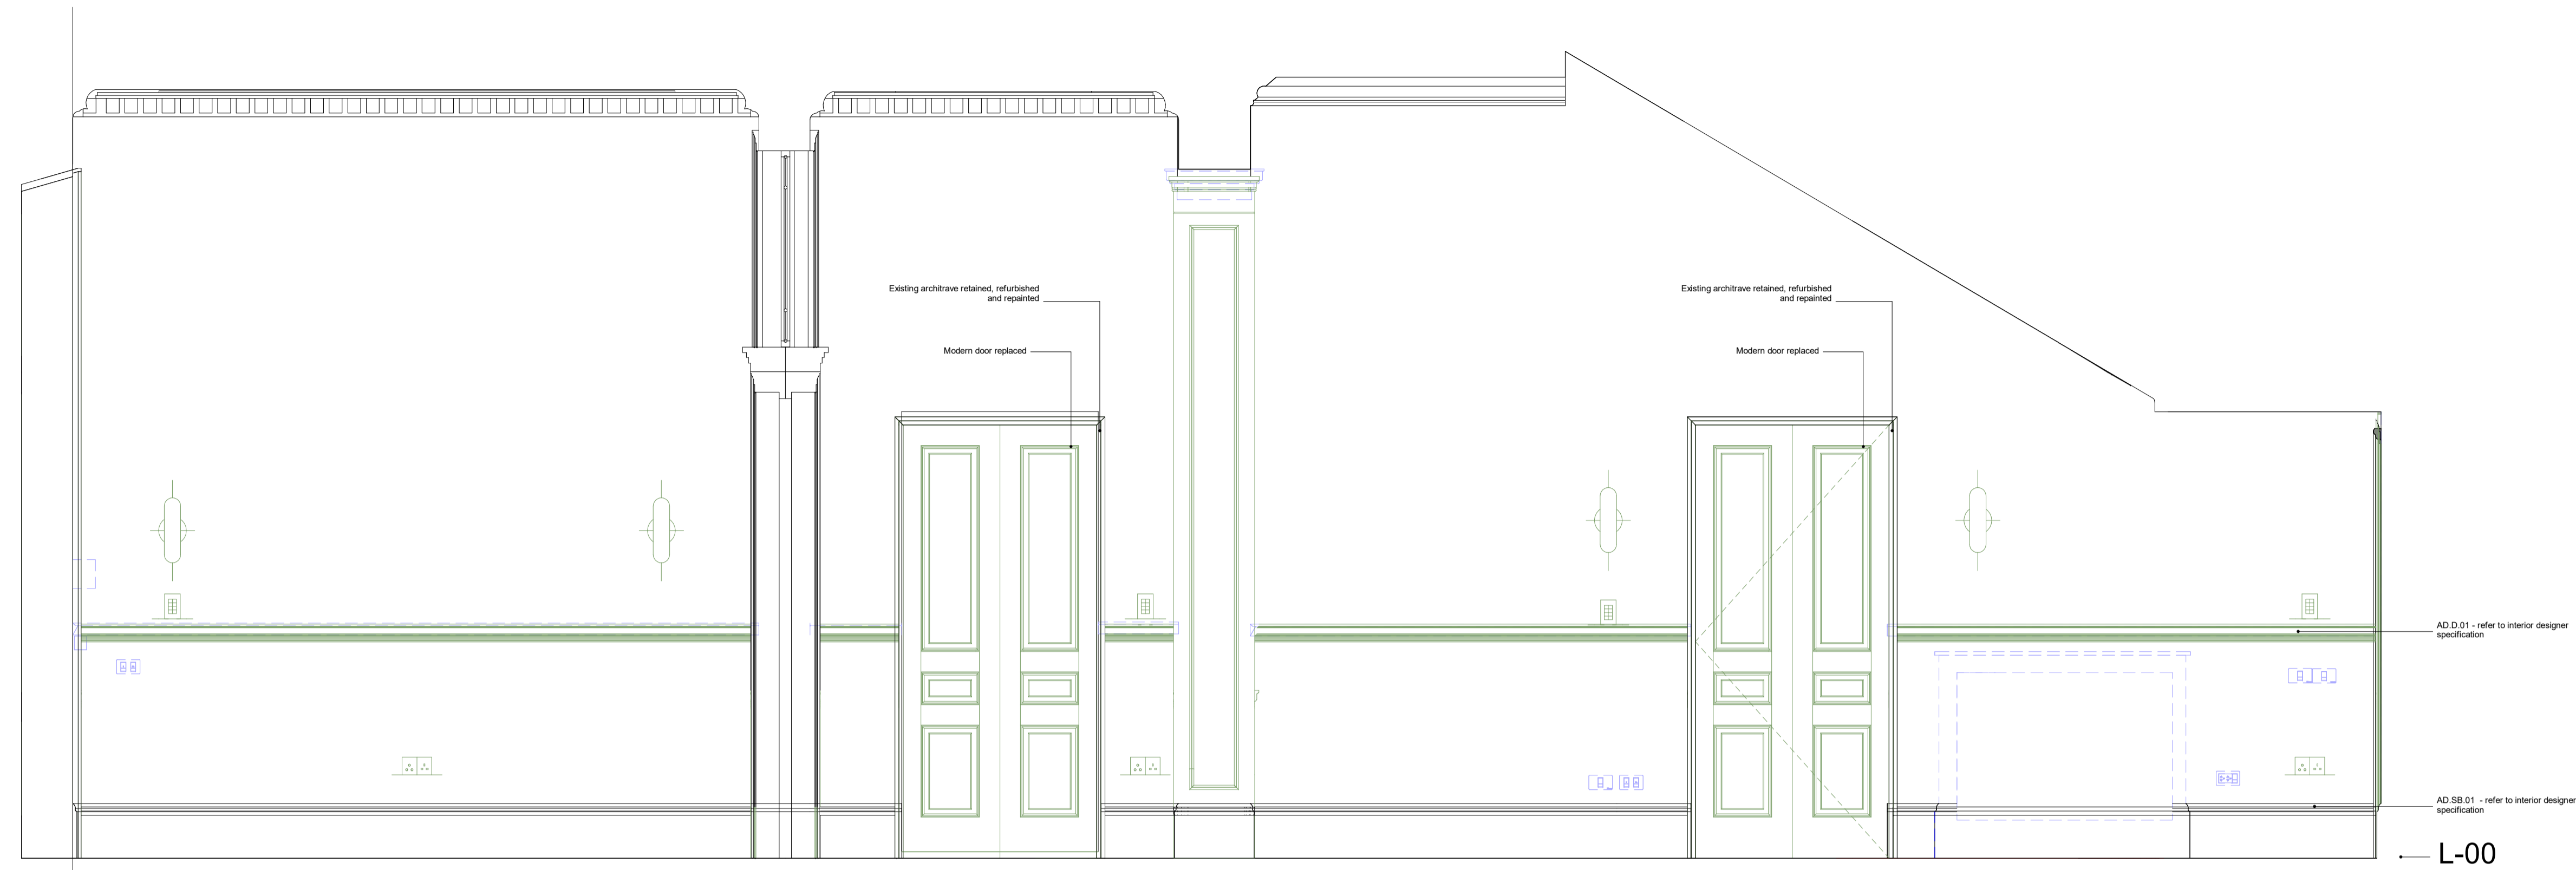 Existing architrave retained, refurbished
and repainted
Modern door replaced
Existing architrave retained, refurbished
and repainted
Modern door replaced
AD.D.01 - refer to interior designer
specification
AD.SB.01 - refer to interior designer
specification
L-00